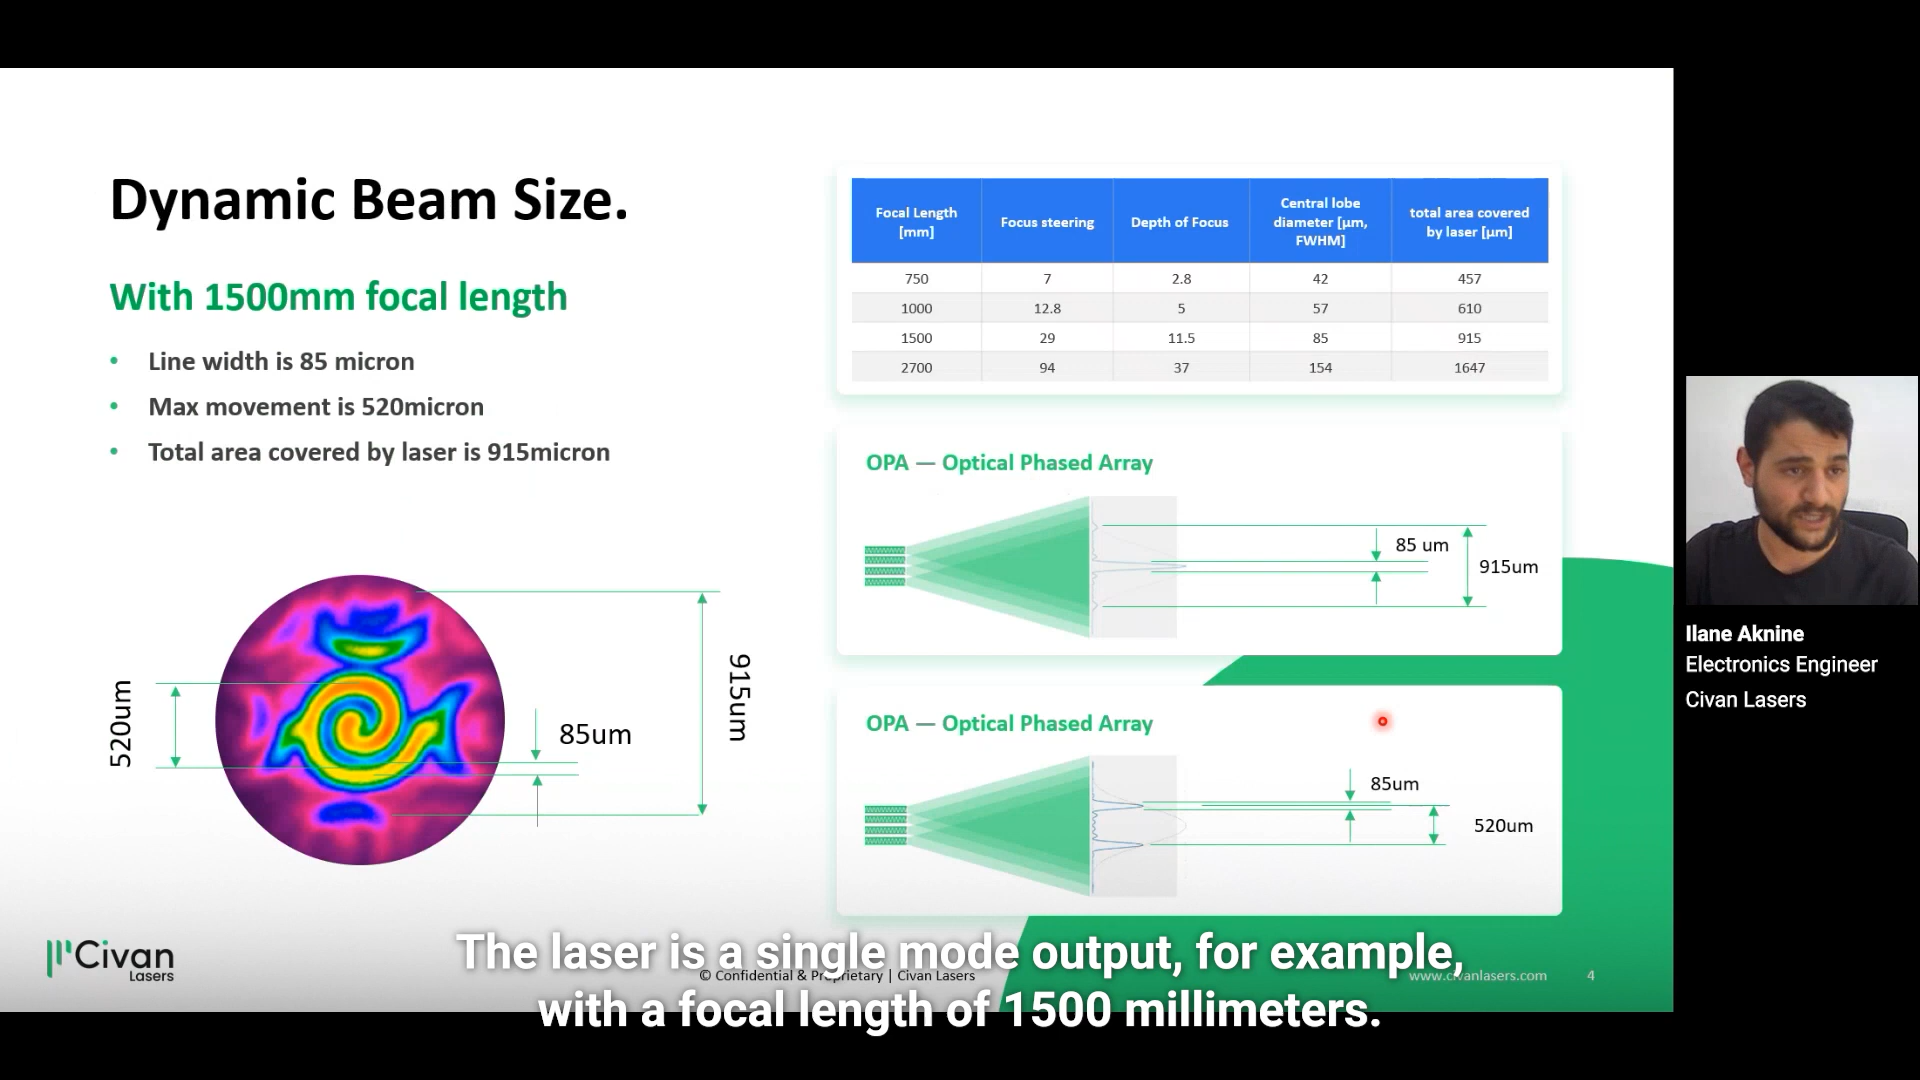 Dynamic Beam Size.
With 1500mm focal length
• Line width is 85 micron
• Max movement is 520micron
• Total area covered by laser is 915micron
520um
85um
915um
Focal Length [mm] Focus steering Depth of Focus Central lobe diameter [µm, FWHM] total area covered by laser [µm]
750 7 2.8 42 457
1000 12.8 5 57 610
1500 29 11.5 85 915
2700 94 37 154 1647
OPA — Optical Phased Array
85 um
915um
OPA — Optical Phased Array
85um
520um
Ilane Aknine
Electronics Engineer
Civan Lasers
Civan
Lasers
© Confidential & Proprietary | Civan Lasers
www.civanlasers.com
4
The laser is a single mode output, for example,
with a focal length of 1500 millimeters.